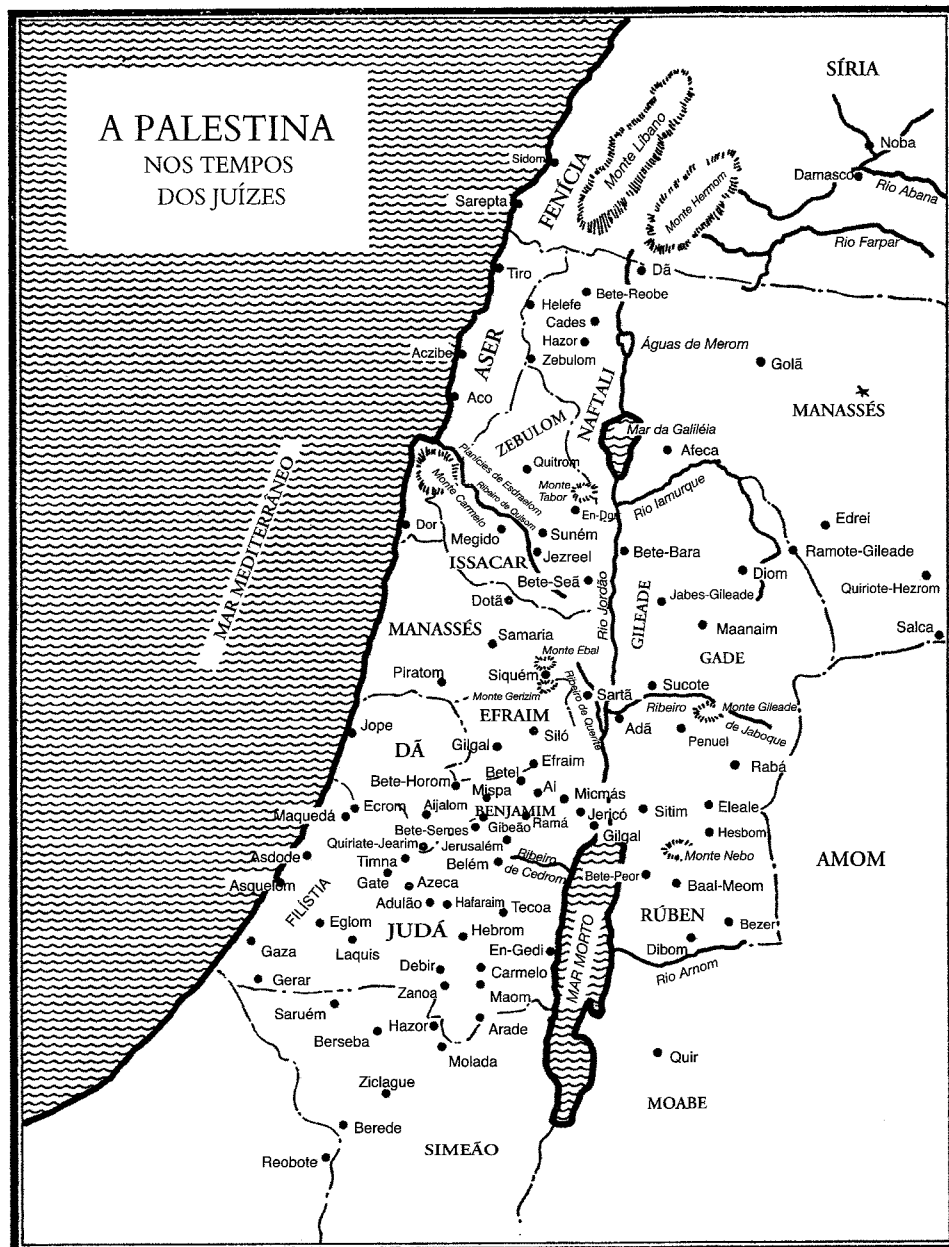 A PALESTINA
NOS TEMPOS
DOS JUÍZES
SÍRIA
Noba
Damasco
Rio Abana
Rio Farpar
Monte Líbano
Monte Hermom
FENÍCIA
Sidom
Sarepta
Tiro
Dã
Bete-Reobe
Helefe
Cades
Hazor
Zebulom
Águas de Merom
Golã
ASER
NAFTALI
MANASSÉS
Aczibe
Aco
ZEBULOM
Mar da Galiléia
Afeca
Quitrom
Planícies de Esdraelom
Ribeiro de Quisom
Monte Carmelo
Monte
Tabor
En-Dor
Rio Iamurque
Edrei
Dor
Megido
Suném
Jezreel
ISSACAR
Bete-Seã
Bete-Bara
Ramote-Gileade
Diom
Quiriote-Hezrom
Jabes-Gileade
GILEADE
Rio Jordão
Dotã
MANASSÉS
Samaria
Maanaim
Salca
GADE
Monte Ebal
Siquém
Piratom
Monte Gerizim
Ribeiro de Quente
Sartã
Sucote
Ribeiro
Monte Gileade
de Jaboque
Adã
Penuel
EFRAIM
MAR MEDITERRÂNEO
Jope
DÃ
Gilgal
Siló
Efraim
Rabá
Bete-Horom
Betel
Mispa
Ai
Micmás
Maquedá
Ecrom
Aijalom
BENJAMIM
Ramá
Jericó
Sitim
Eleale
Bete-Semes
Gibeão
Gilgal
Hesbom
Quiriate-Jearim
Jerusalém
Monte Nebo
AMOM
Asdode
Timna
Belém
Ribeiro
de Cedrom
Bete-Peor
Asquelom
Gate
Azeca
Baal-Meom
FILÍSTIA
Adulão
Hafaraim
Tecoa
RÚBEN
Bezer
Eglom
JUDÁ
Hebrom
Dibom
Gaza
Laquis
En-Gedi
MAR MORTO
Rio Arnom
Gerar
Debir
Carmelo
Zanoa
Maom
Saruém
Hazor
Arade
Berseba
Molada
Quir
Ziclague
MOABE
Berede
SIMEÃO
Reobote